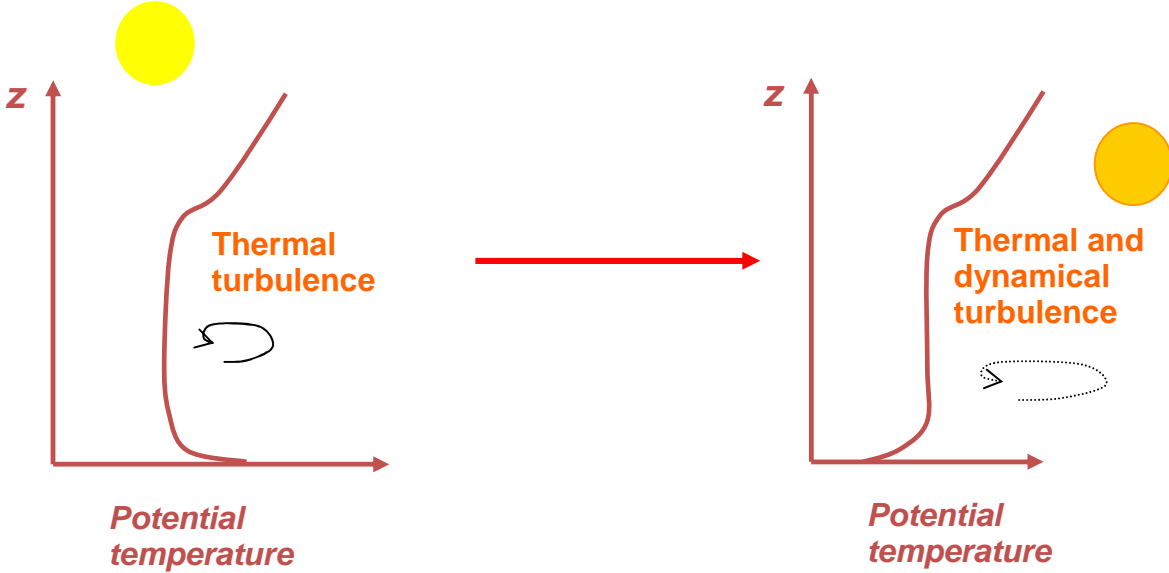 z
Thermal
turbulence
Potential
temperature
z
Thermal and
dynamical
turbulence
Potential
temperature